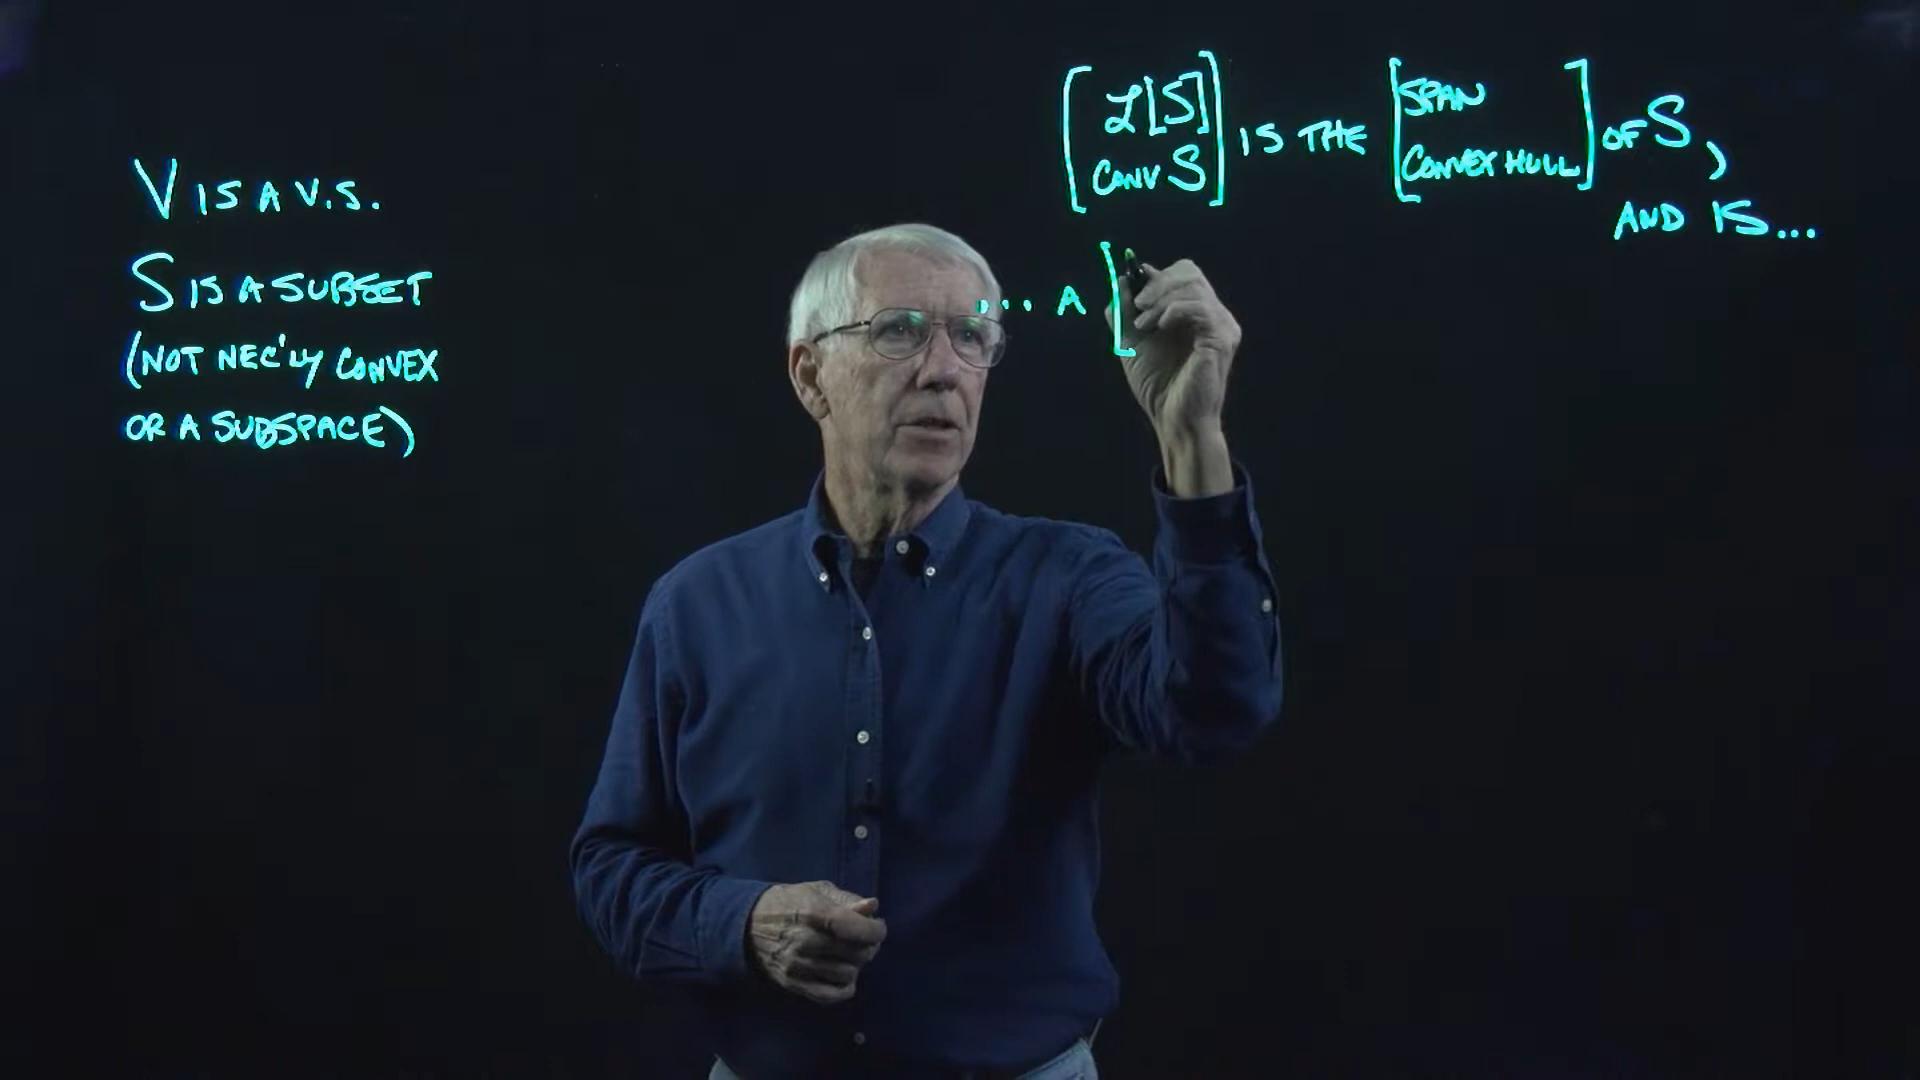 V IS A V.S.
S IS A SUBSET
(NOT NEC'LY CONVEX
OR A SUBSPACE)
[ℒ[S]] IS THE [SPAN] OF S,
[CONV S] [CONVEX HULL]
AND IS...
... A [